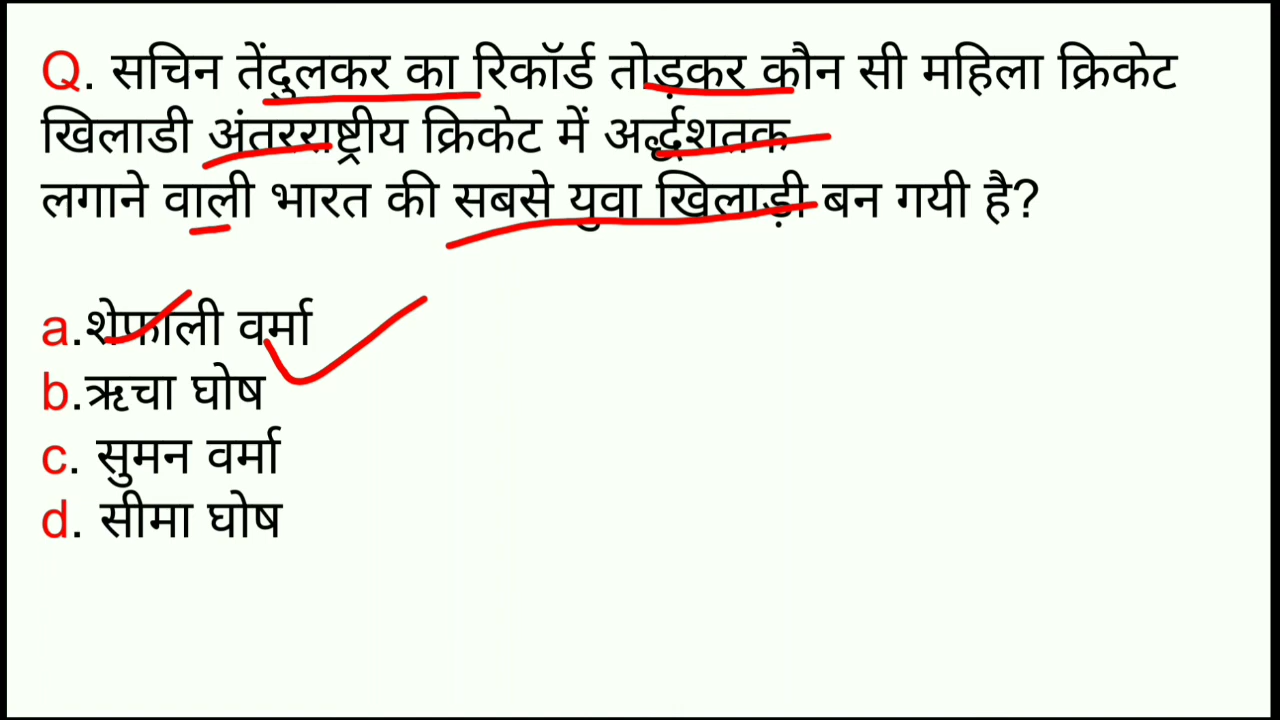 Q. सचिन तेंदुलकर का रिकॉर्ड तोड़कर कौन सी महिला क्रिकेट
खिलाडी अंतरराष्ट्रीय क्रिकेट में अर्द्धशतक
लगाने वाली भारत की सबसे युवा खिलाड़ी बन गयी है?
a.शेफाली वर्मा
b.ऋचा घोष
c. सुमन वर्मा
d. सीमा घोष